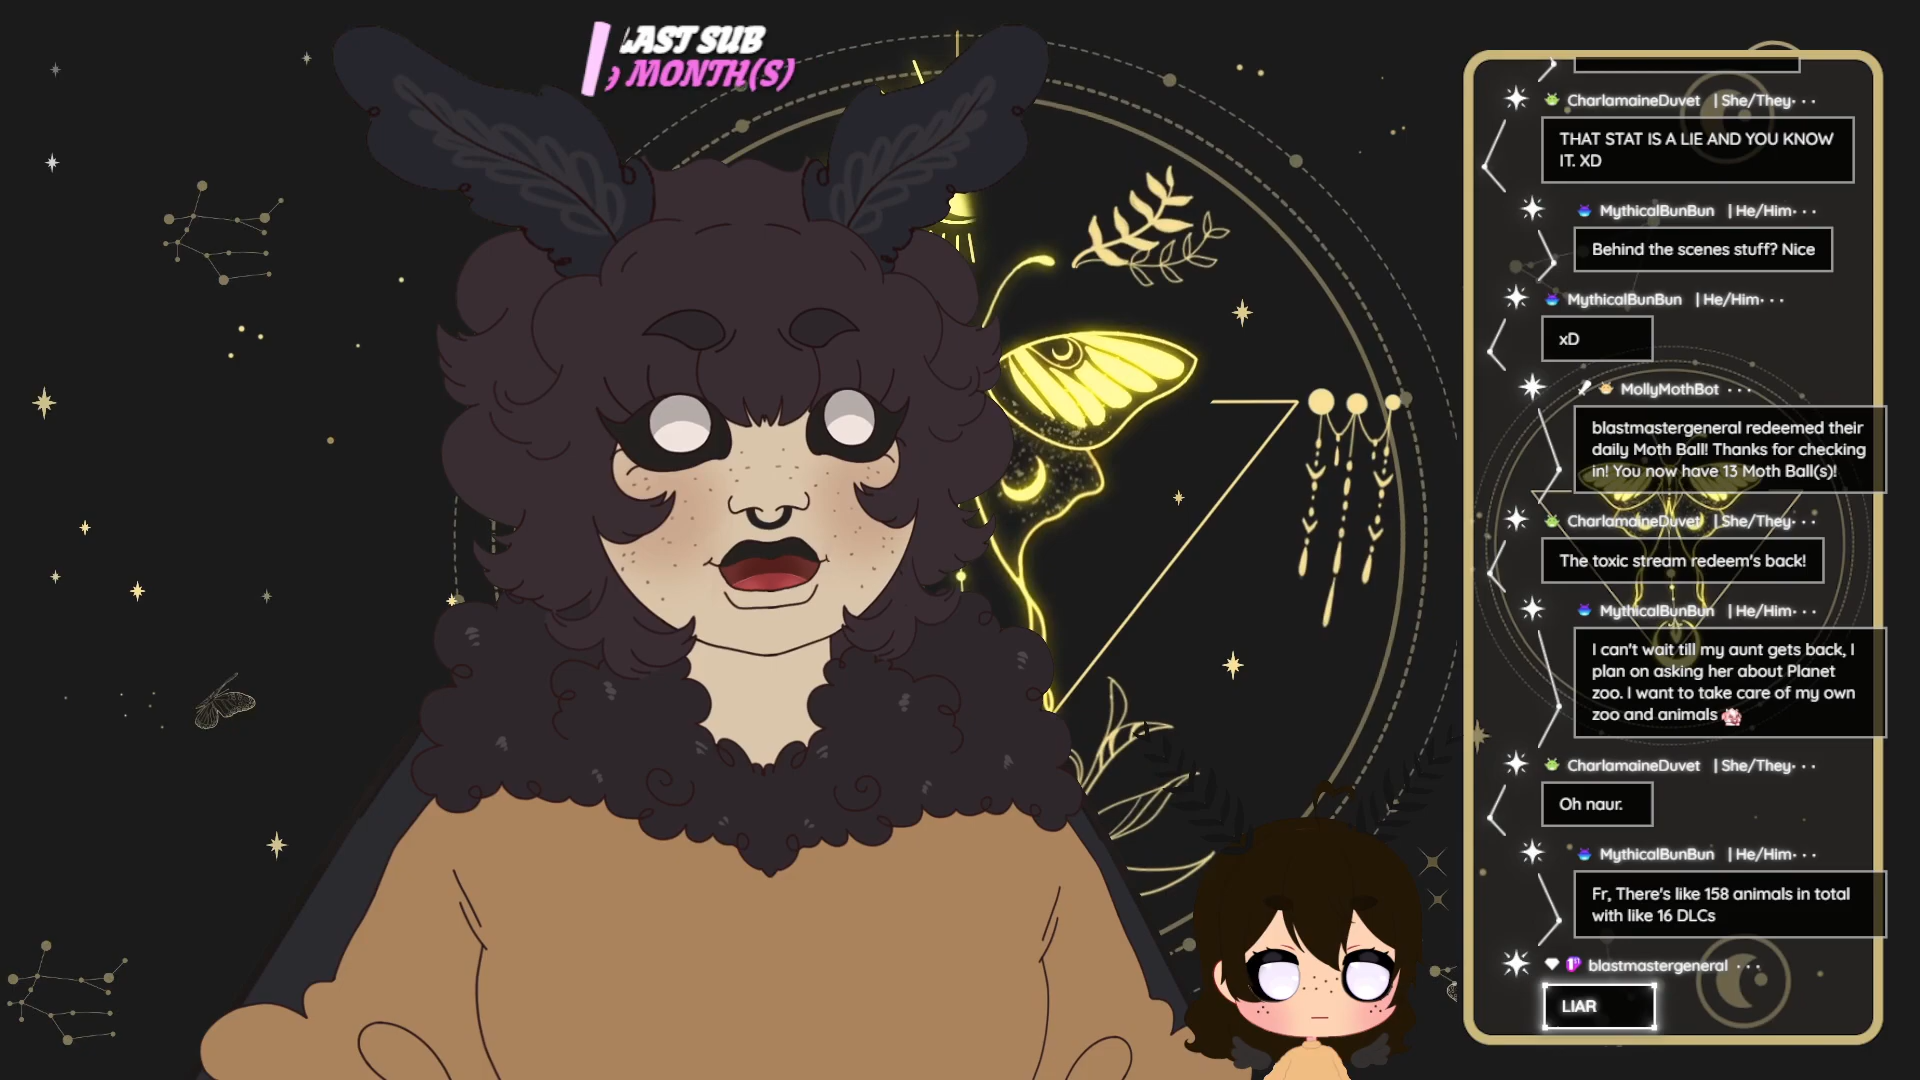 LAST SUB
MONTH(S)
CharlamaineDuvet | She/They···
THAT STAT IS A LIE AND YOU KNOW
IT. XD
MythicalBunBun | He/Him···
Behind the scenes stuff? Nice
MythicalBunBun | He/Him···
xD
MollyMothBot ···
blastmastergeneral redeemed their
daily Moth Ball! Thanks for checking
in! You now have 13 Moth Ball(s)!
CharlamaineDuvet | She/They···
The toxic stream redeem's back!
MythicalBunBun | He/Him···
I can't wait till my aunt gets back, I
plan on asking her about Planet
zoo. I want to take care of my own
zoo and animals
CharlamaineDuvet | She/They···
Oh naur.
MythicalBunBun | He/Him···
Fr, There's like 158 animals in total
with like 16 DLCs
blastmastergeneral ···
LIAR